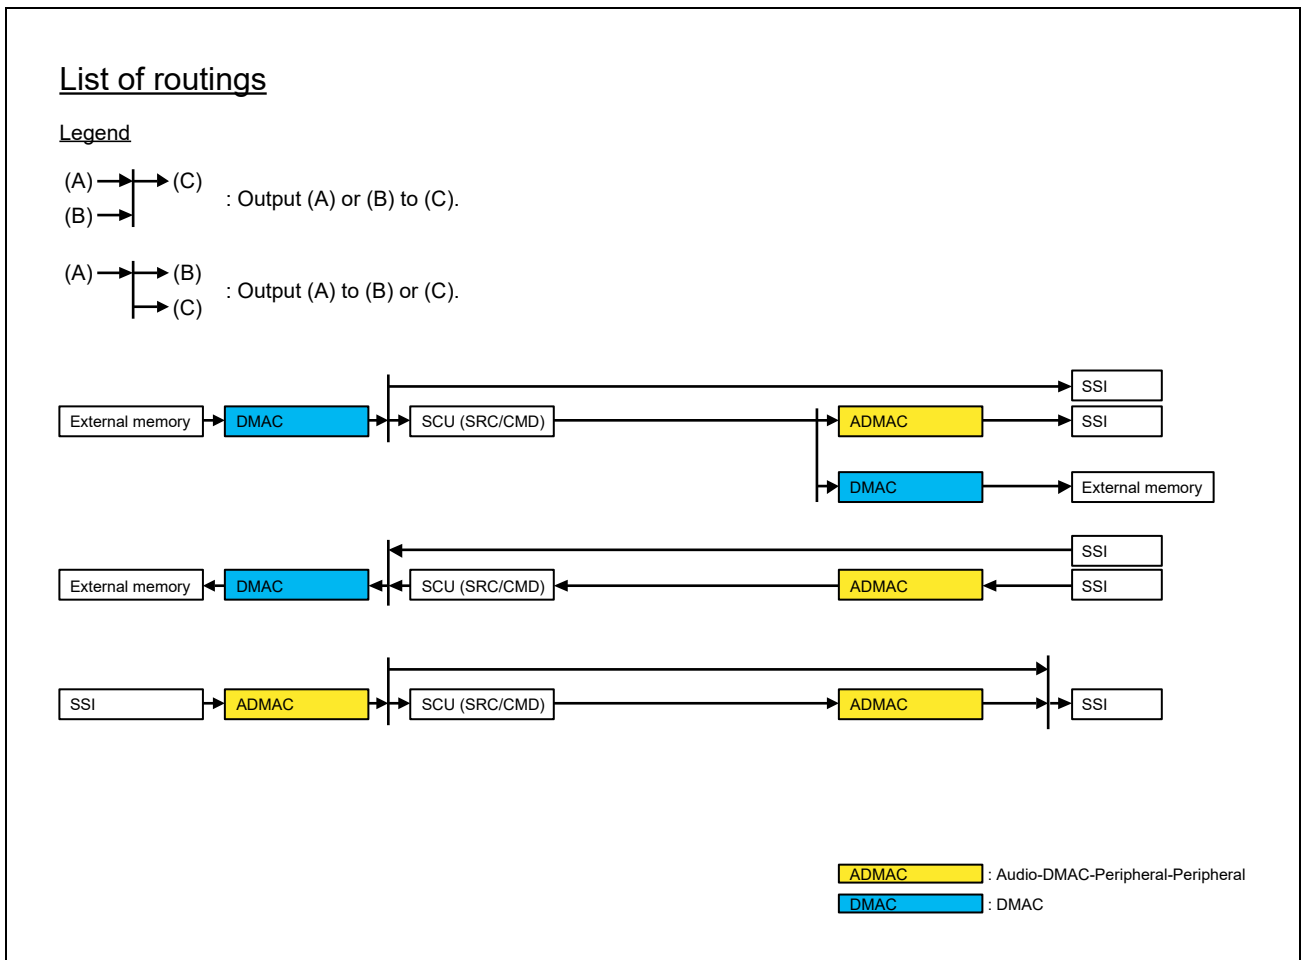 List of routings
Legend
(A) (C)
(B)
: Output (A) or (B) to (C).
(A) (B)
(C)
: Output (A) to (B) or (C).
SSI
External memory DMAC SCU (SRC/CMD) ADMAC SSI
DMAC External memory
SSI
External memory DMAC SCU (SRC/CMD) ADMAC SSI
SSI ADMAC SCU (SRC/CMD) ADMAC SSI
ADMAC : Audio-DMAC-Peripheral-Peripheral
DMAC : DMAC